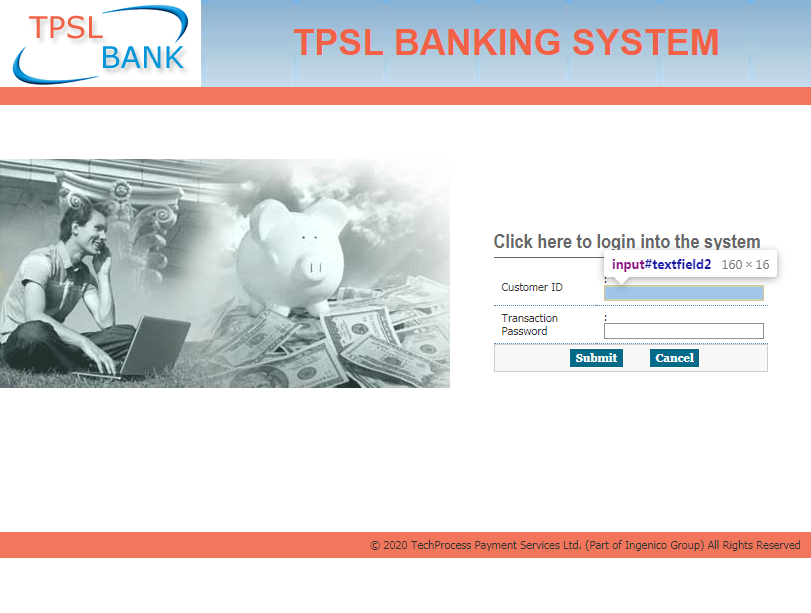 TPSL
BANK
TPSL BANKING SYSTEM
Click here to login into the system
input#textfield2 160 × 16
Customer ID :
Transaction :
Password
Submit Cancel
© 2020 TechProcess Payment Services Ltd. (Part of Ingenico Group) All Rights Reserved